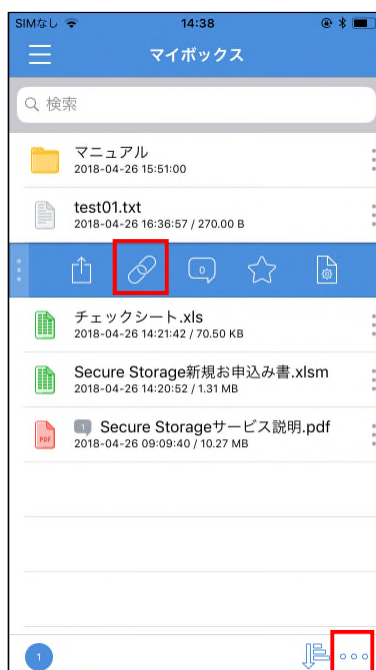 SIMなし 14:38
マイボックス
検索
マニュアル
2018-04-26 15:51:00
test01.txt
2018-04-26 16:36:57 / 270.00 B
0
チェックシート.xls
2018-04-26 14:21:42 / 70.50 KB
Secure Storage新規お申込み書.xlsm
2018-04-26 14:20:52 / 1.31 MB
1 Secure Storageサービス説明.pdf
PDF
2018-04-26 09:09:40 / 10.27 MB
1